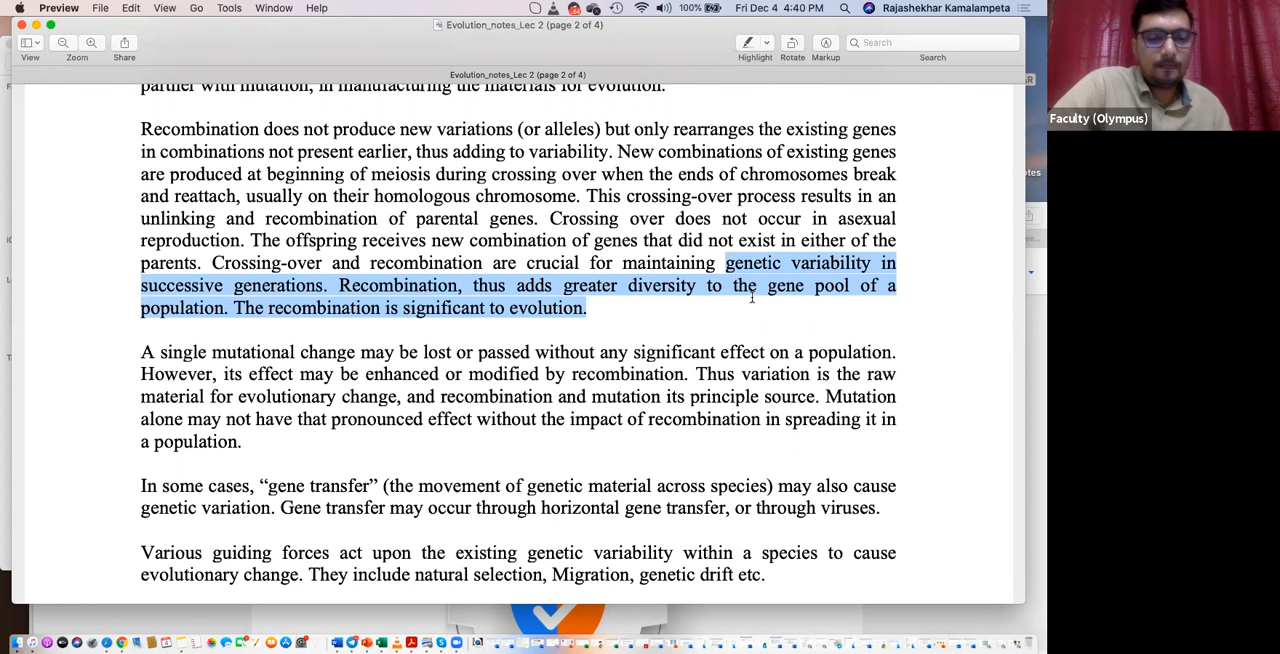 Preview File Edit View Go Tools Window Help 100% Fri Dec 4 4:40 PM Rajashekhar Kamalampeta
Evolution_notes_Lec 2 (page 2 of 4)
Search
View Zoom Share Highlight Rotate Markup Search
Evolution_notes_Lec 2 (page 2 of 4)
partner with mutation, in manufacturing the materials for evolution.
Recombination does not produce new variations (or alleles) but only rearranges the existing genes
in combinations not present earlier, thus adding to variability. New combinations of existing genes
are produced at beginning of meiosis during crossing over when the ends of chromosomes break
and reattach, usually on their homologous chromosome. This crossing-over process results in an
unlinking and recombination of parental genes. Crossing over does not occur in asexual
reproduction. The offspring receives new combination of genes that did not exist in either of the
parents. Crossing-over and recombination are crucial for maintaining genetic variability in
successive generations. Recombination, thus adds greater diversity to the gene pool of a
population. The recombination is significant to evolution.
A single mutational change may be lost or passed without any significant effect on a population.
However, its effect may be enhanced or modified by recombination. Thus variation is the raw
material for evolutionary change, and recombination and mutation its principle source. Mutation
alone may not have that pronounced effect without the impact of recombination in spreading it in
a population.
In some cases, “gene transfer” (the movement of genetic material across species) may also cause
genetic variation. Gene transfer may occur through horizontal gene transfer, or through viruses.
Various guiding forces act upon the existing genetic variability within a species to cause
evolutionary change. They include natural selection, Migration, genetic drift etc.
Faculty (Olympus)